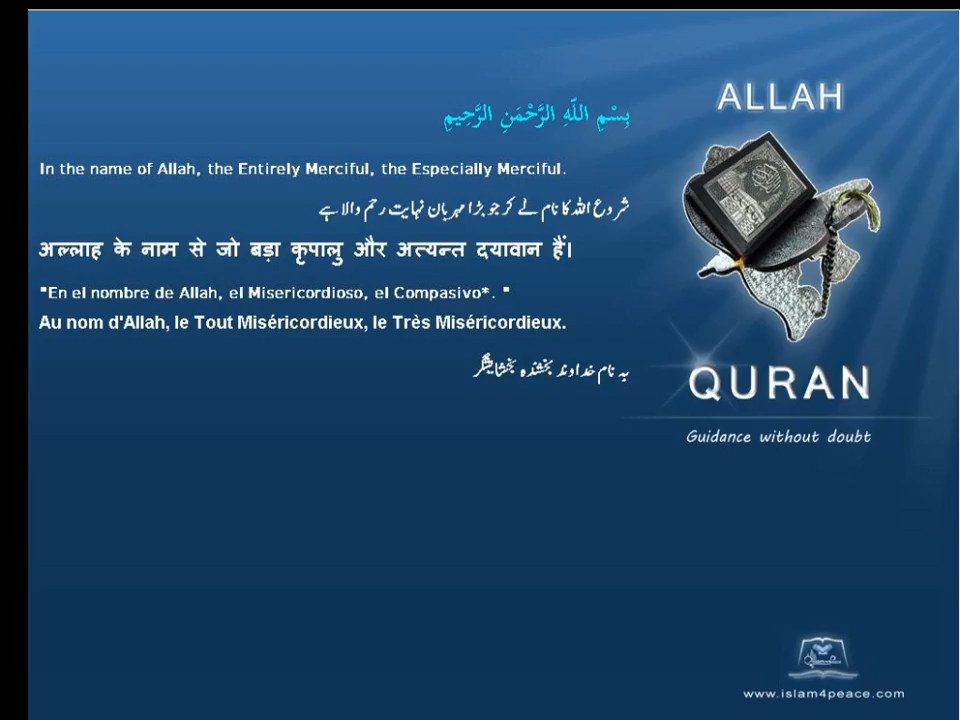 بِسْمِ اللَّهِ الرَّحْمَنِ الرَّحِيمِ
In the name of Allah, the Entirely Merciful, the Especially Merciful.
شروع اللہ کا نام لے کر جو بڑا مہربان نہایت رحم والا ہے
अल्लाह के नाम से जो बड़ा कृपालु और अत्यन्त दयावान हैं।
"En el nombre de Allah, el Misericordioso, el Compasivo*. "
Au nom d'Allah, le Tout Miséricordieux, le Très Miséricordieux.
به نام خداوند بخشنده بخشایشگر
ALLAH
QURAN
Guidance without doubt
www.islam4peace.com